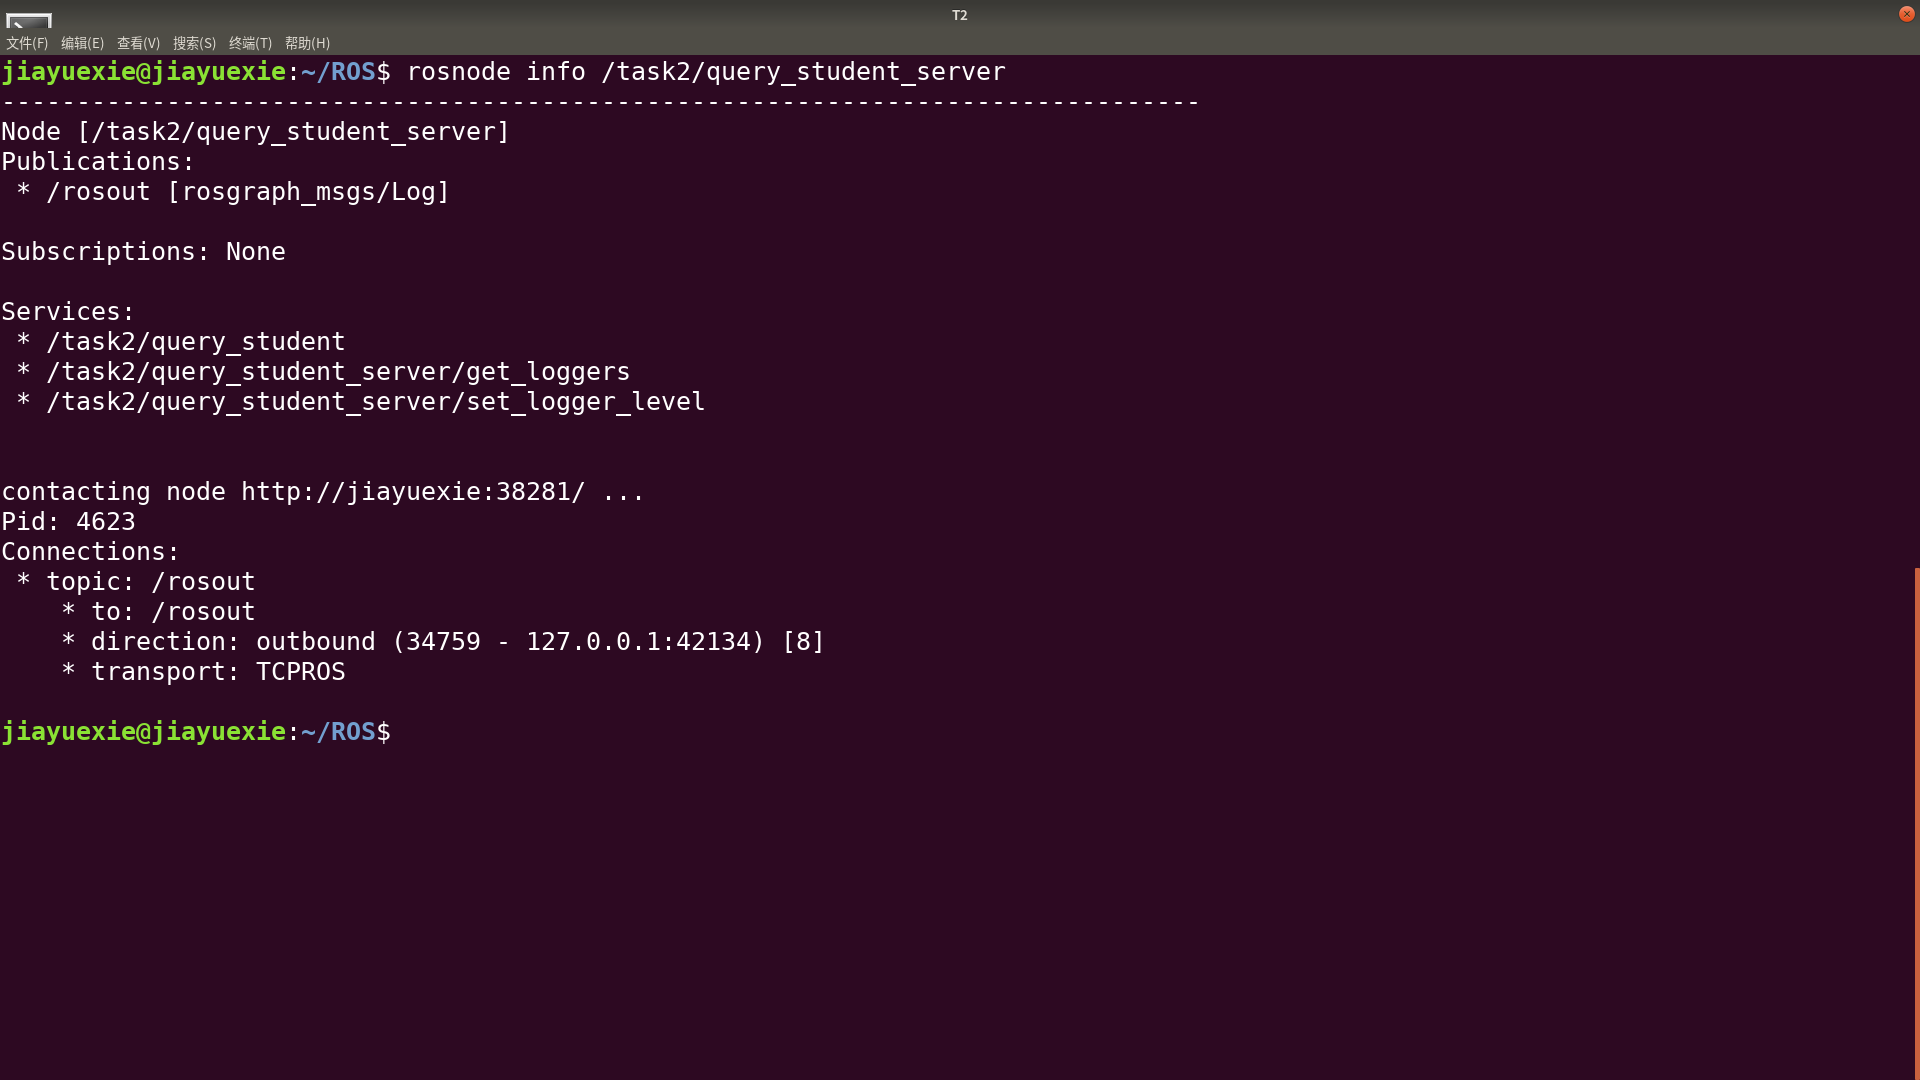 T2
文件(F) 编辑(E) 查看(V) 搜索(S) 终端(T) 帮助(H)
jiayuexie@jiayuexie:~/ROS$ rosnode info /task2/query_student_server
--------------------------------------------------------------------------------
Node [/task2/query_student_server]
Publications:
 * /rosout [rosgraph_msgs/Log]

Subscriptions: None

Services:
 * /task2/query_student
 * /task2/query_student_server/get_loggers
 * /task2/query_student_server/set_logger_level


contacting node http://jiayuexie:38281/ ...
Pid: 4623
Connections:
 * topic: /rosout
    * to: /rosout
    * direction: outbound (34759 - 127.0.0.1:42134) [8]
    * transport: TCPROS

jiayuexie@jiayuexie:~/ROS$